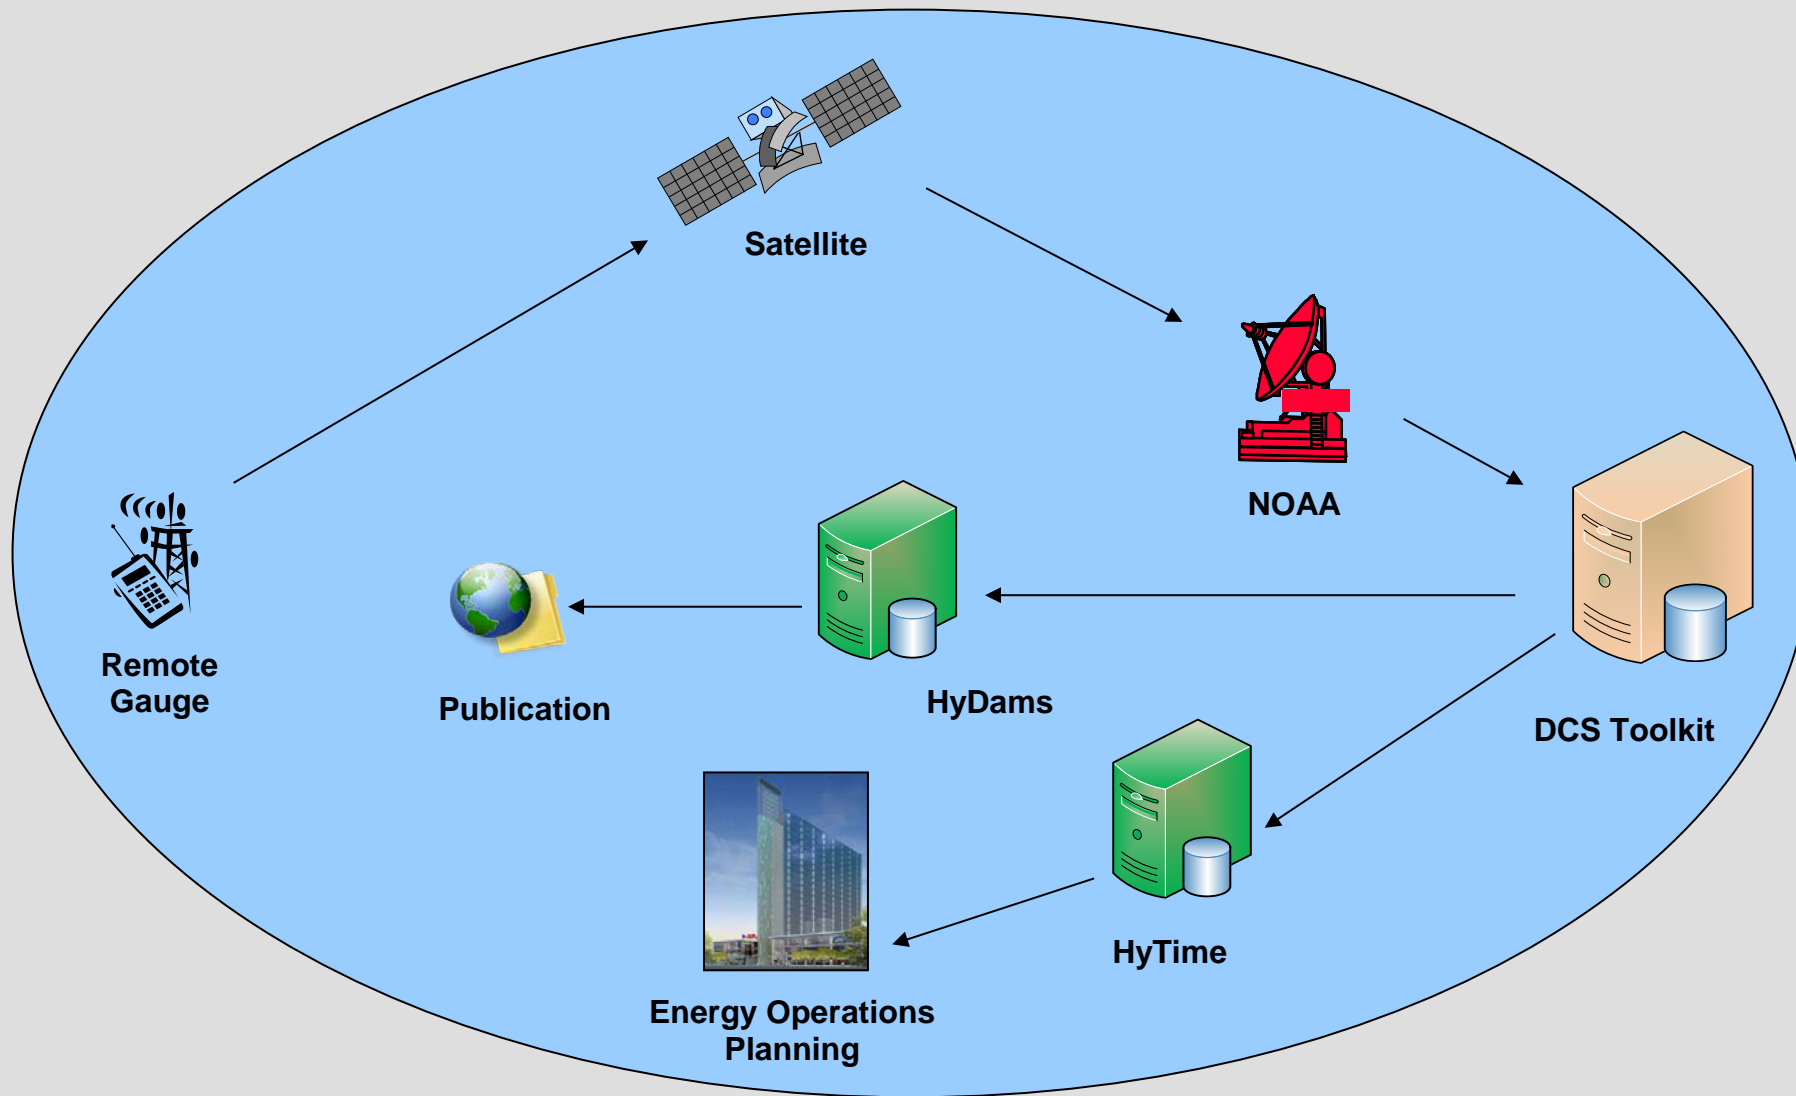 Satellite
NOAA
Remote
Gauge
Publication
HyDams
DCS Toolkit
HyTime
Energy Operations
Planning